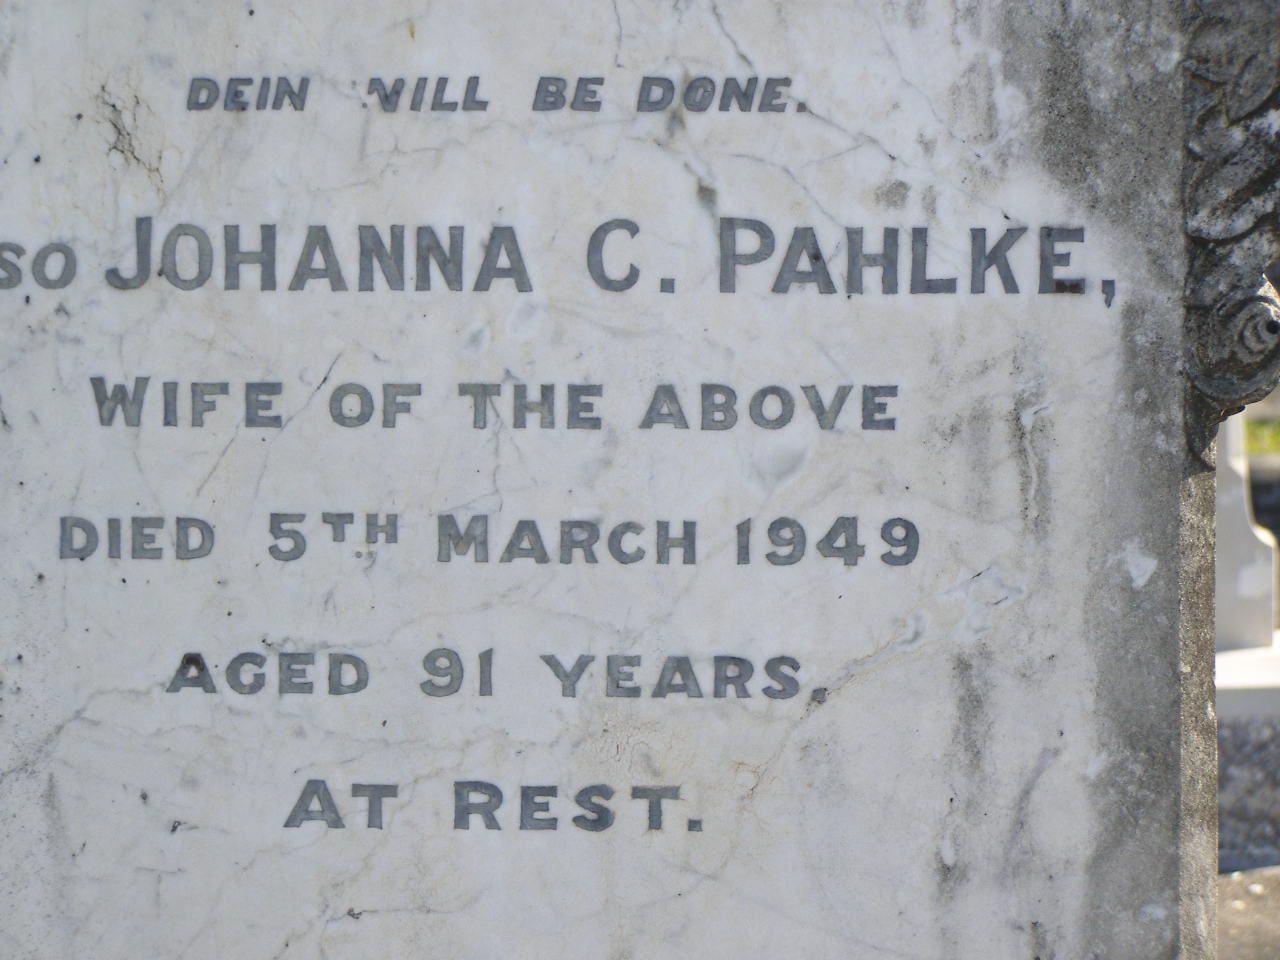 DEIN WILL BE DONE.
SO JOHANNA C. PAHLKE,
WIFE OF THE ABOVE
DIED 5TH MARCH 1949
AGED 91 YEARS.
AT REST.